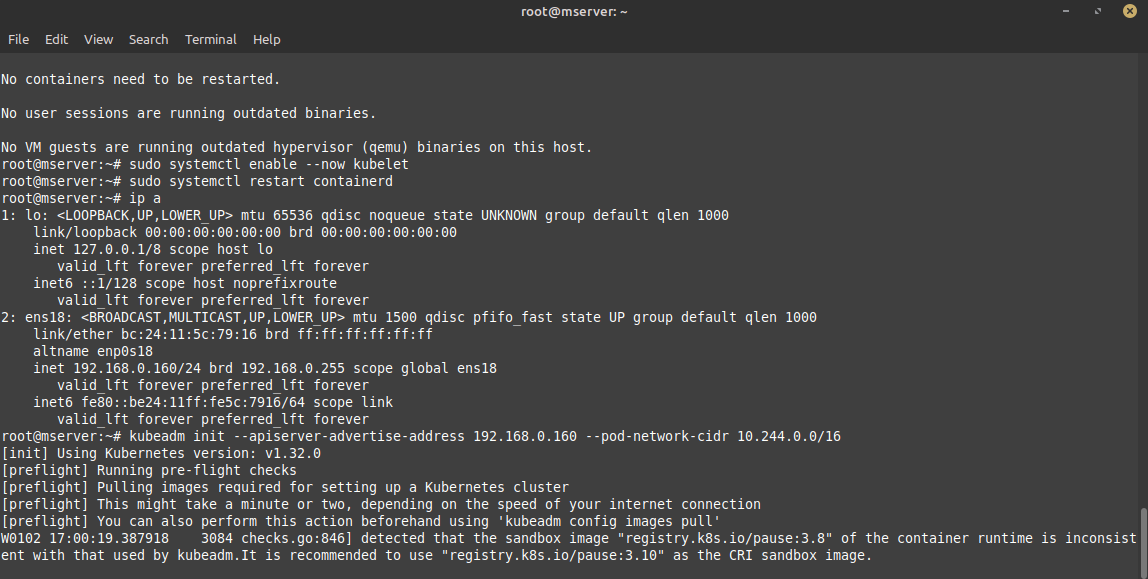 root@mserver: ~
File Edit View Search Terminal Help
No containers need to be restarted.
No user sessions are running outdated binaries.
No VM guests are running outdated hypervisor (qemu) binaries on this host.
root@mserver:~# sudo systemctl enable --now kubelet
root@mserver:~# sudo systemctl restart containerd
root@mserver:~# ip a
1: lo: <LOOPBACK,UP,LOWER_UP> mtu 65536 qdisc noqueue state UNKNOWN group default qlen 1000
    link/loopback 00:00:00:00:00:00 brd 00:00:00:00:00:00
    inet 127.0.0.1/8 scope host lo
       valid_lft forever preferred_lft forever
    inet6 ::1/128 scope host noprefixroute
       valid_lft forever preferred_lft forever
2: ens18: <BROADCAST,MULTICAST,UP,LOWER_UP> mtu 1500 qdisc pfifo_fast state UP group default qlen 1000
    link/ether bc:24:11:5c:79:16 brd ff:ff:ff:ff:ff:ff
    altname enp0s18
    inet 192.168.0.160/24 brd 192.168.0.255 scope global ens18
       valid_lft forever preferred_lft forever
    inet6 fe80::be24:11ff:fe5c:7916/64 scope link
       valid_lft forever preferred_lft forever
root@mserver:~# kubeadm init --apiserver-advertise-address 192.168.0.160 --pod-network-cidr 10.244.0.0/16
[init] Using Kubernetes version: v1.32.0
[preflight] Running pre-flight checks
[preflight] Pulling images required for setting up a Kubernetes cluster
[preflight] This might take a minute or two, depending on the speed of your internet connection
[preflight] You can also perform this action beforehand using 'kubeadm config images pull'
W0102 17:00:19.387918    3084 checks.go:846] detected that the sandbox image "registry.k8s.io/pause:3.8" of the container runtime is inconsist
ent with that used by kubeadm.It is recommended to use "registry.k8s.io/pause:3.10" as the CRI sandbox image.